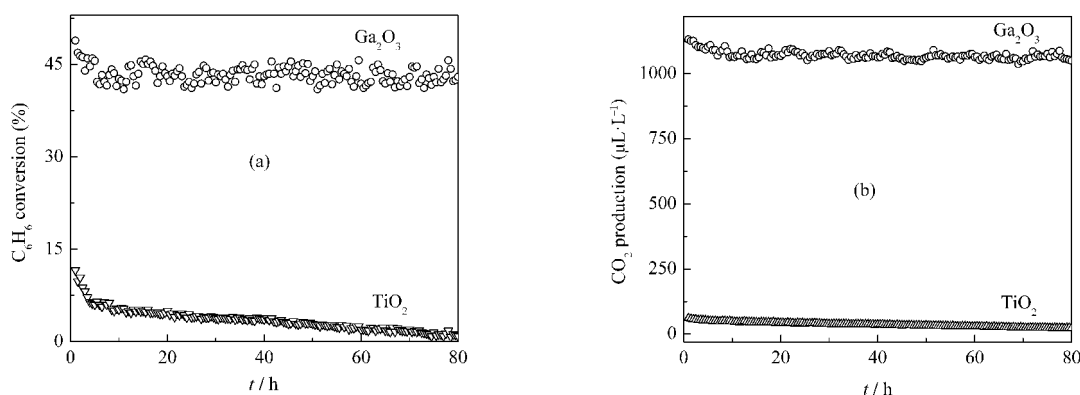 45
30
15
0
C₆H₆ conversion (%)
Ga₂O₃
(a)
TiO₂
0
20
40
60
80
t / h
1000
750
500
250
0
CO₂ production (μL·L⁻¹)
Ga₂O₃
(b)
TiO₂
0
20
40
60
80
t / h